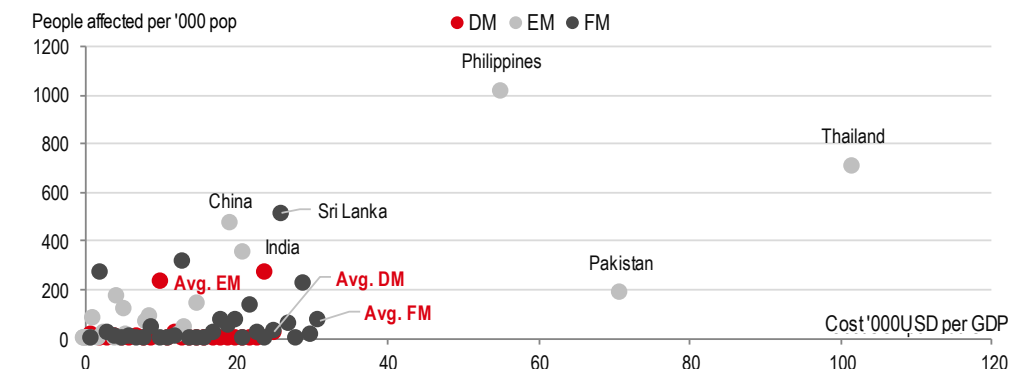 People affected per '000 pop
DM EM FM
1200
1000
800
600
400
200
0
Philippines
Thailand
China
Sri Lanka
India
Pakistan
Avg. EM
Avg. DM
Avg. FM
Cost '000USD per GDP
0 20 40 60 80 100 120